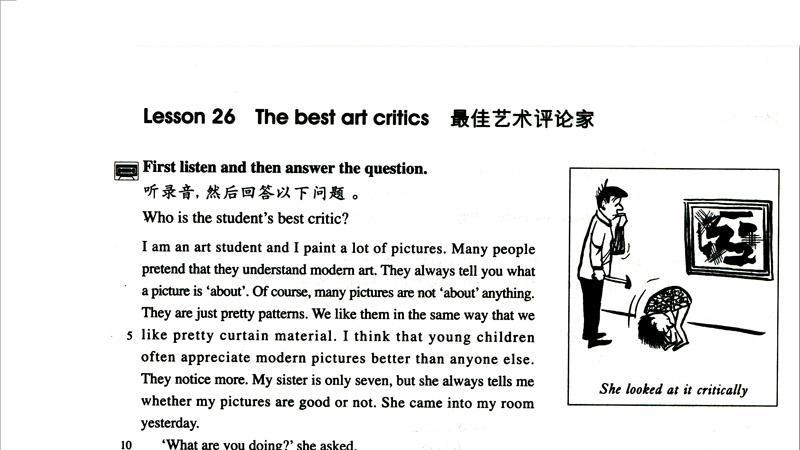 Lesson 26 The best art critics 最佳艺术评论家
First listen and then answer the question.
听录音，然后回答以下问题。
Who is the student's best critic?
I am an art student and I paint a lot of pictures. Many people
pretend that they understand modern art. They always tell you what
a picture is ‘about’. Of course, many pictures are not ‘about’ anything.
They are just pretty patterns. We like them in the same way that we
5 like pretty curtain material. I think that young children
often appreciate modern pictures better than anyone else.
They notice more. My sister is only seven, but she always tells me
whether my pictures are good or not. She came into my room
yesterday.
10 ‘What are you doing?’ she asked.
She looked at it critically